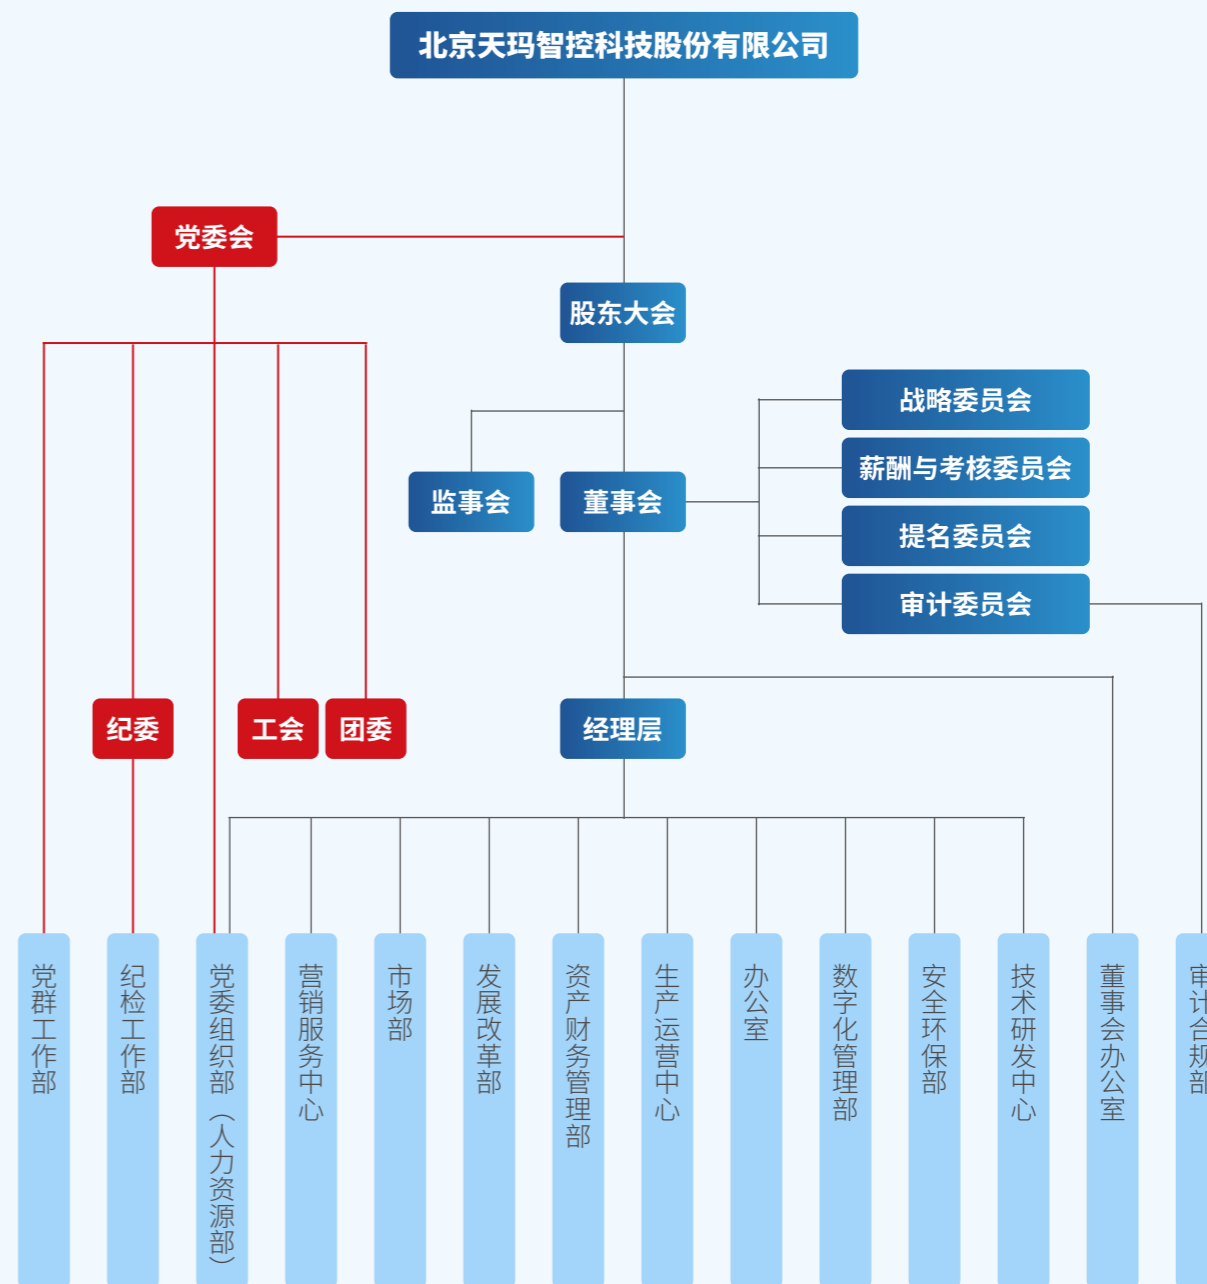 北京天玛智控科技股份有限公司
党委会
股东大会
战略委员会
薪酬与考核委员会
提名委员会
审计委员会
监事会
董事会
纪委
工会
团委
经理层
党群工作部
纪检工作部
党委组织部（人力资源部）
营销服务中心
市场部
发展改革部
资产财务管理部
生产运营中心
办公室
数字化管理部
安全环保部
技术研发中心
董事会办公室
审计合规部